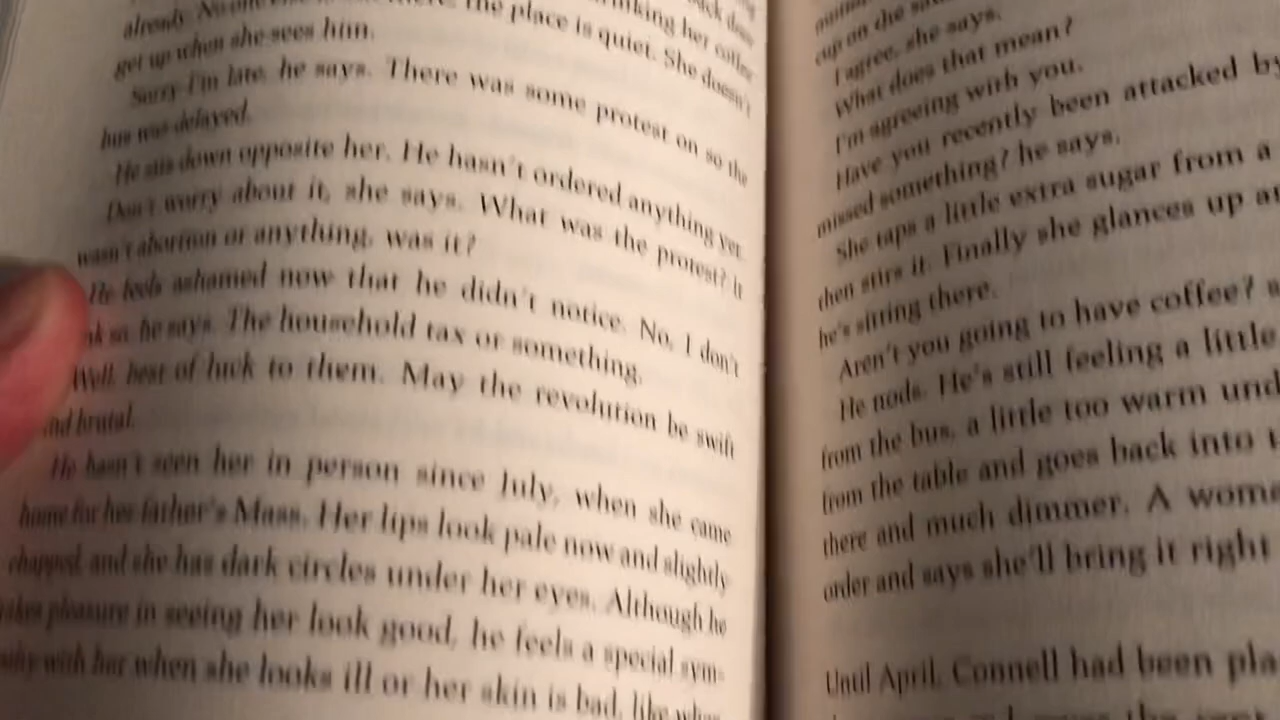 drinking her coffee
already. No one else the place is quiet. She doesn't
get up when she sees him.
Sorry I'm late, he says. There was some protest on so the
bus was delayed.
He sits down opposite her. He hasn't ordered anything yet.
Don't worry about it, she says. What was the protest? It
wasn't abortion or anything, was it?
He feels ashamed now that he didn't notice. No, I don't
so, he says. The household tax or something.
Well, best of luck to them. May the revolution be swift
and brutal.
He hasn't seen her in person since July, when she came
home for her father's Mass. Her lips look pale now and slightly
chapped, and she has dark circles under her eyes. Although he
takes pleasure in seeing her look good, he feels a special sym-
with her when she looks ill or her skin is bad, like when
cup on the
I agree, she says.
What does that mean?
I'm agreeing with you.
Have you recently been attacked by
missed something? he says.
She taps a little extra sugar from a
then stirs it. Finally she glances up at
he's sitting there.
Aren't you going to have coffee? s
He nods. He's still feeling a little
from the bus, a little too warm und
from the table and goes back into t
there and much dimmer. A woma
order and says she'll bring it right
Until April, Connell had been pla